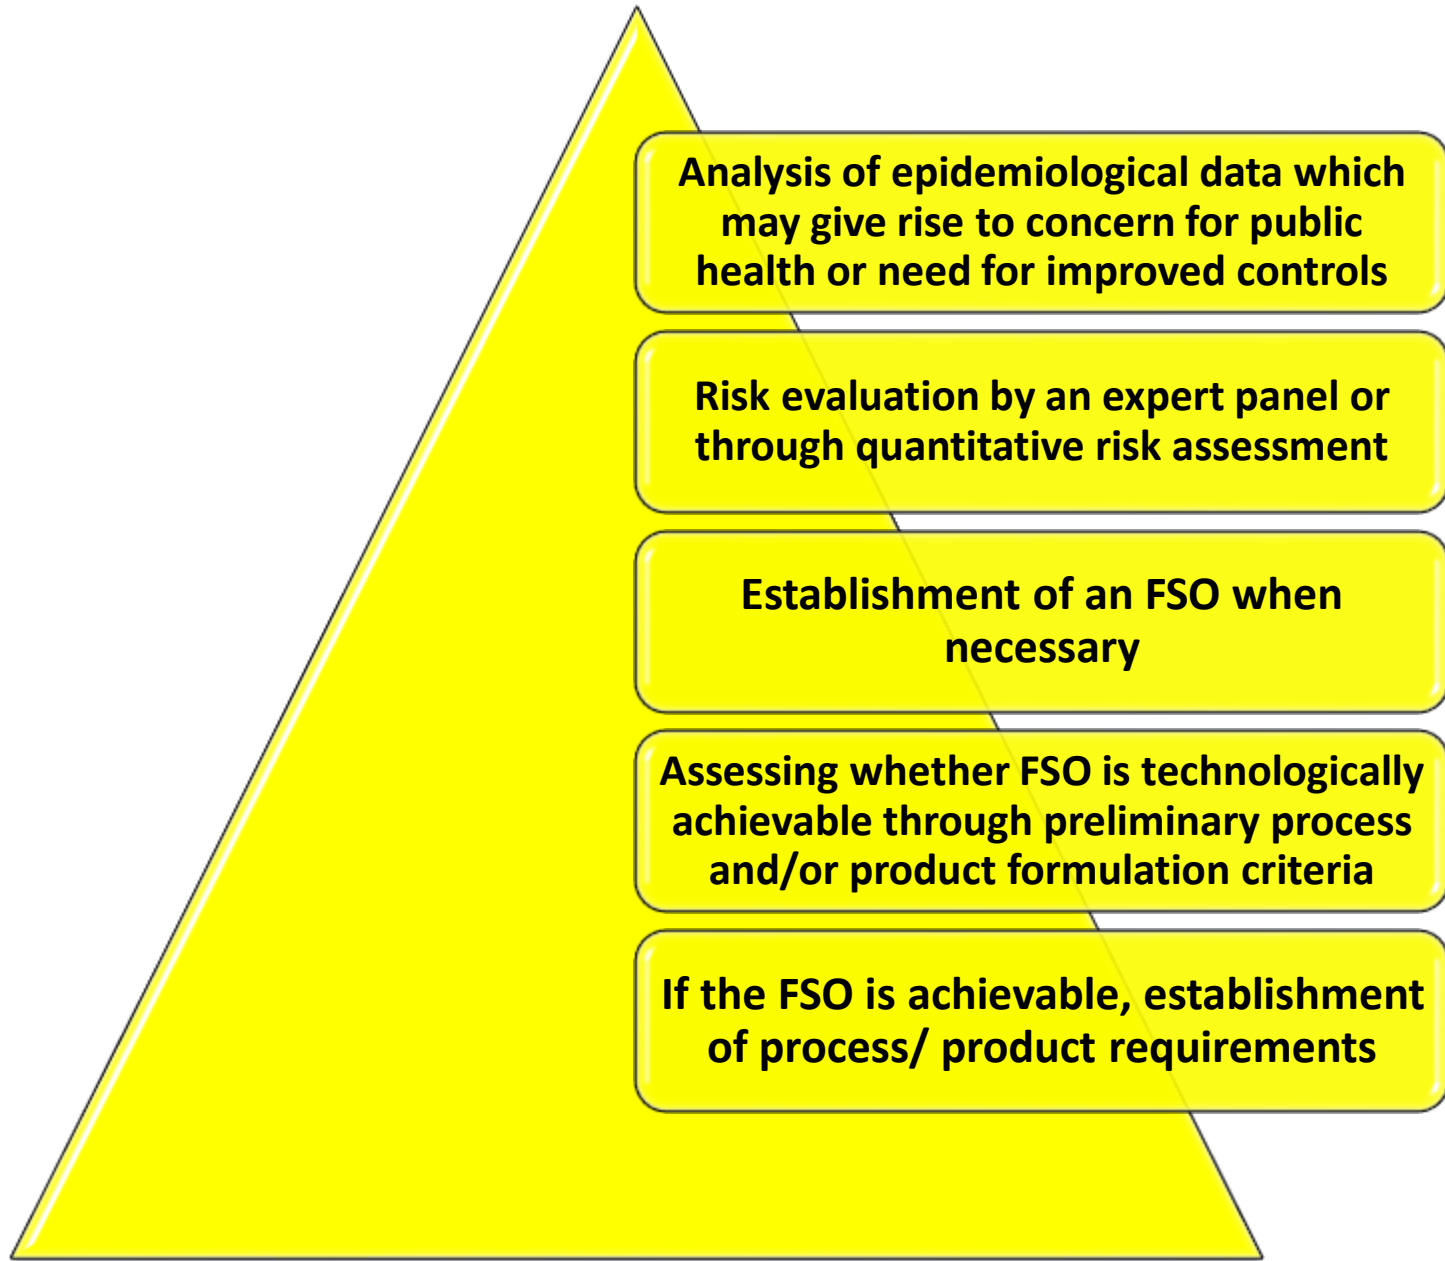 Analysis of epidemiological data which
may give rise to concern for public
health or need for improved controls
Risk evaluation by an expert panel or
through quantitative risk assessment
Establishment of an FSO when
necessary
Assessing whether FSO is technologically
achievable through preliminary process
and/or product formulation criteria
If the FSO is achievable, establishment
of process/ product requirements